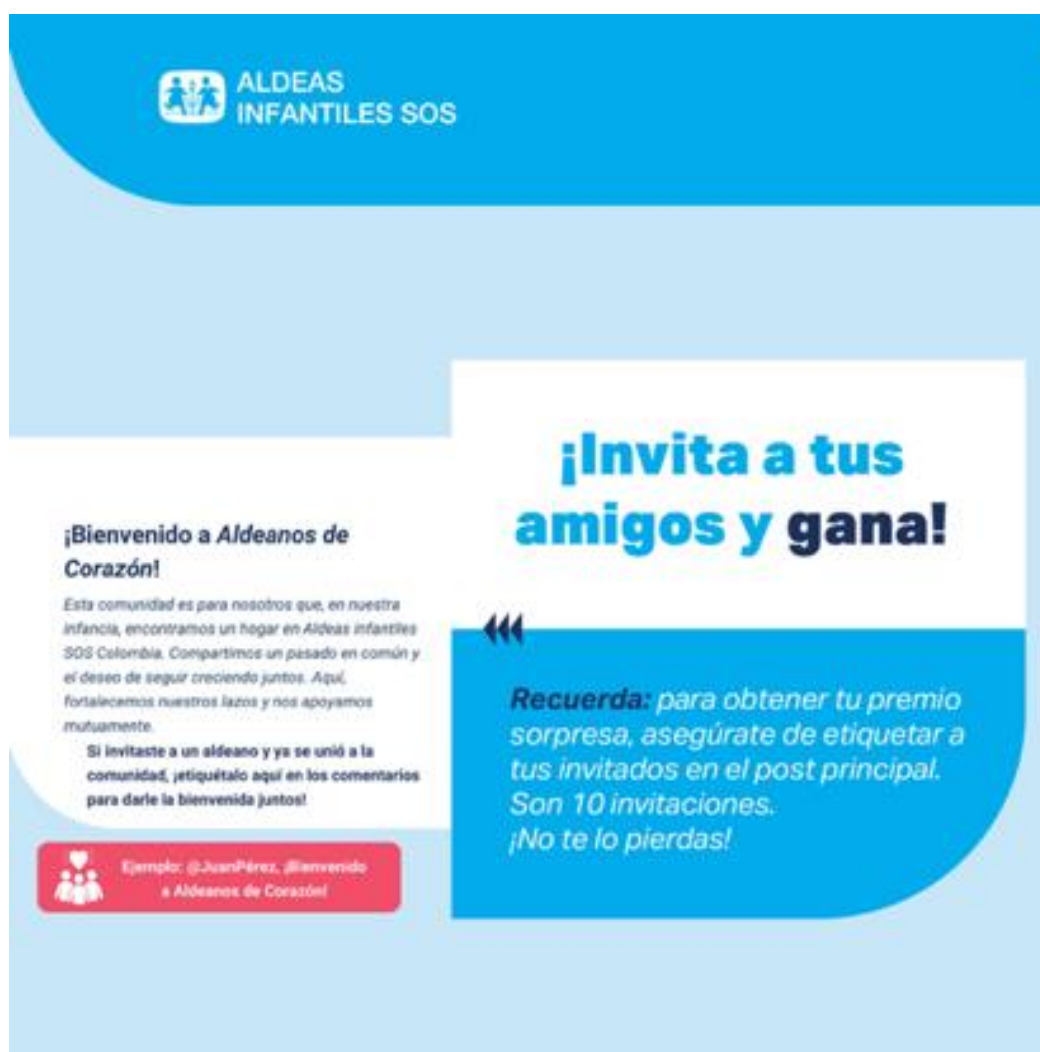 ALDEAS
INFANTILES SOS
¡Invita a tus
amigos y gana!
¡Bienvenido a Aldeanos de
Corazón!
Esta comunidad es para nosotros que, en nuestra
infancia, encontramos un hogar en Aldeas Infantiles
SOS Colombia. Compartimos un pasado en común y
el deseo de seguir creciendo juntos. Aquí,
fortalecemos nuestros lazos y nos apoyamos
mutuamente.
Si invitaste a un aldeano y ya se unió a la
comunidad, ¡etiquétalo aquí en los comentarios
para darle la bienvenida juntos!
Ejemplo: @JuanPérez, ¡Bienvenido
a Aldeanos de Corazón!
Recuerda: para obtener tu premio
sorpresa, asegúrate de etiquetar a
tus invitados en el post principal.
Son 10 invitaciones.
¡No te lo pierdas!